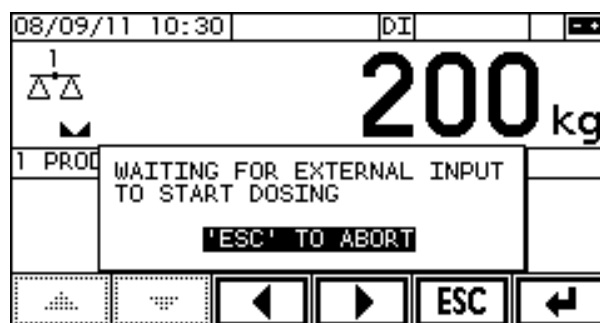 08/09/11 10:30 DI
1
200 kg
1 PROD
WAITING FOR EXTERNAL INPUT
TO START DOSING
'ESC' TO ABORT
ESC